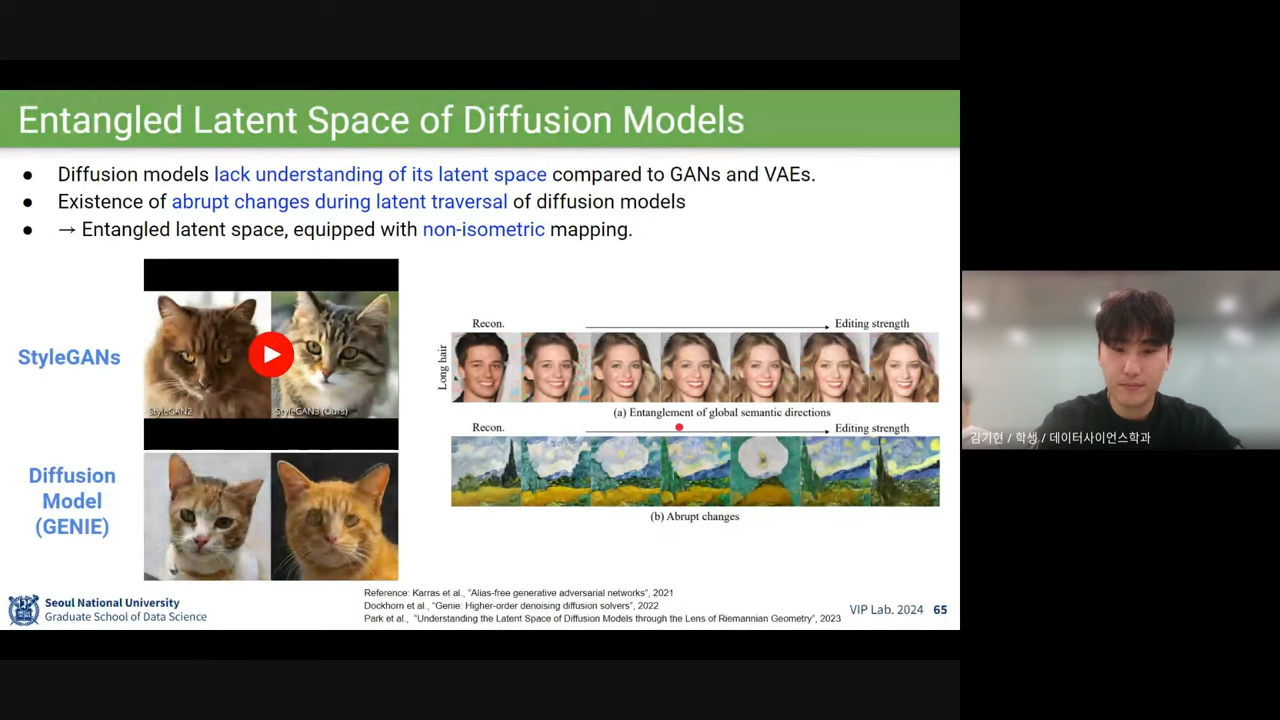 Entangled Latent Space of Diffusion Models
● Diffusion models lack understanding of its latent space compared to GANs and VAEs.
● Existence of abrupt changes during latent traversal of diffusion models
● → Entangled latent space, equipped with non-isometric mapping.
StyleGANs
StyleGAN2
StyleGAN3 (Ours)
Diffusion
Model
(GENIE)
Recon.
Editing strength
Long hair
(a) Entanglement of global semantic directions
Recon.
Editing strength
(b) Abrupt changes
김기현 / 학생 / 데이터사이언스학과
Reference: Karras et al., “Alias-free generative adversarial networks”, 2021
Dockhorn et al., “Genie: Higher-order denoising diffusion solvers”, 2022
Park et al., “Understanding the Latent Space of Diffusion Models through the Lens of Riemannian Geometry”, 2023
Seoul National University
Graduate School of Data Science
VIP Lab. 2024 65